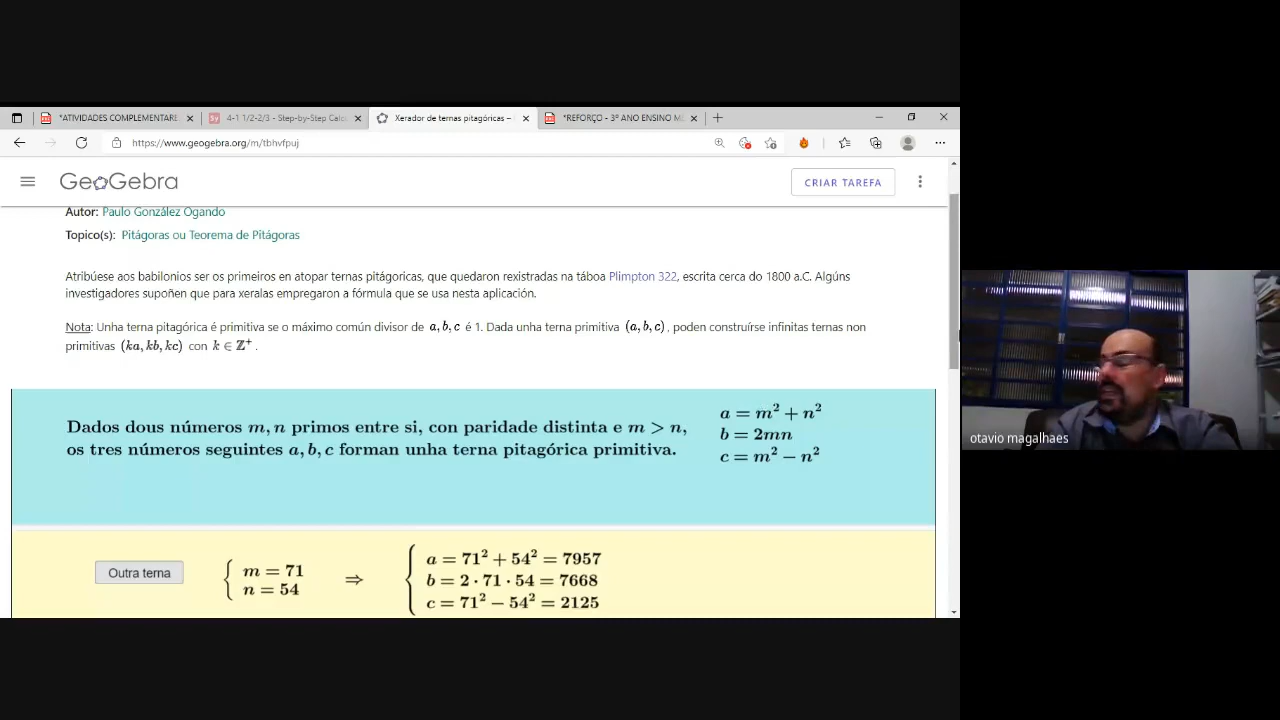 *ATIVIDADES COMPLEMENTARE
4-1 1/2-2/3 - Step-by-Step Calc
Xerador de ternas pitagóricas –
*REFORÇO - 3º ANO ENSINO M
https://www.geogebra.org/m/tbhvfpuj
GeoGebra
CRIAR TAREFA
Autor: Paulo González Ogando
Topico(s): Pitágoras ou Teorema de Pitágoras
Atribúese aos babilonios ser os primeiros en atopar ternas pitágoricas, que quedaron rexistradas na táboa Plimpton 322, escrita cerca do 1800 a.C. Algúns
investigadores supoñen que para xeralas empregaron a fórmula que se usa nesta aplicación.
Nota: Unha terna pitagórica é primitiva se o máximo común divisor de a, b, c é 1. Dada unha terna primitiva (a, b, c), poden construírse infinitas ternas non
primitivas (ka, kb, kc) con k ∈ ℤ⁺.
Dados dous números m, n primos entre si, con paridade distinta e m > n,
os tres números seguintes a, b, c forman unha terna pitagórica primitiva.
a = m² + n²
b = 2mn
c = m² − n²
Outra terna
m = 71
n = 54
⇒
a = 71² + 54² = 7957
b = 2 · 71 · 54 = 7668
c = 71² − 54² = 2125
otavio magalhaes